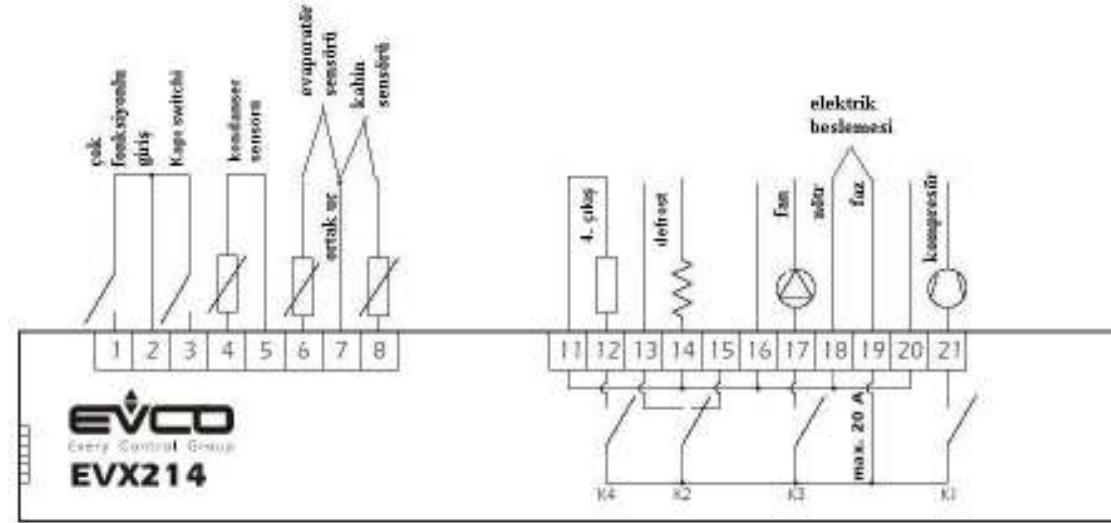 çok
fonksiyonlu
giriş
Kapı switchi
kondanser
sensörü
evaparatör
sensörü
ortak uç
kabin
sensörü
4. çıkış
defrost
fan
nötr
elektrik
beslemesi
faz
kompresör
1 2 3 4 5 6 7 8
11 12 13 14 15 16 17 18 19 20 21
EVCO
Every Control Group
EVX214
max. 20 A
K4 K2 K3 K1